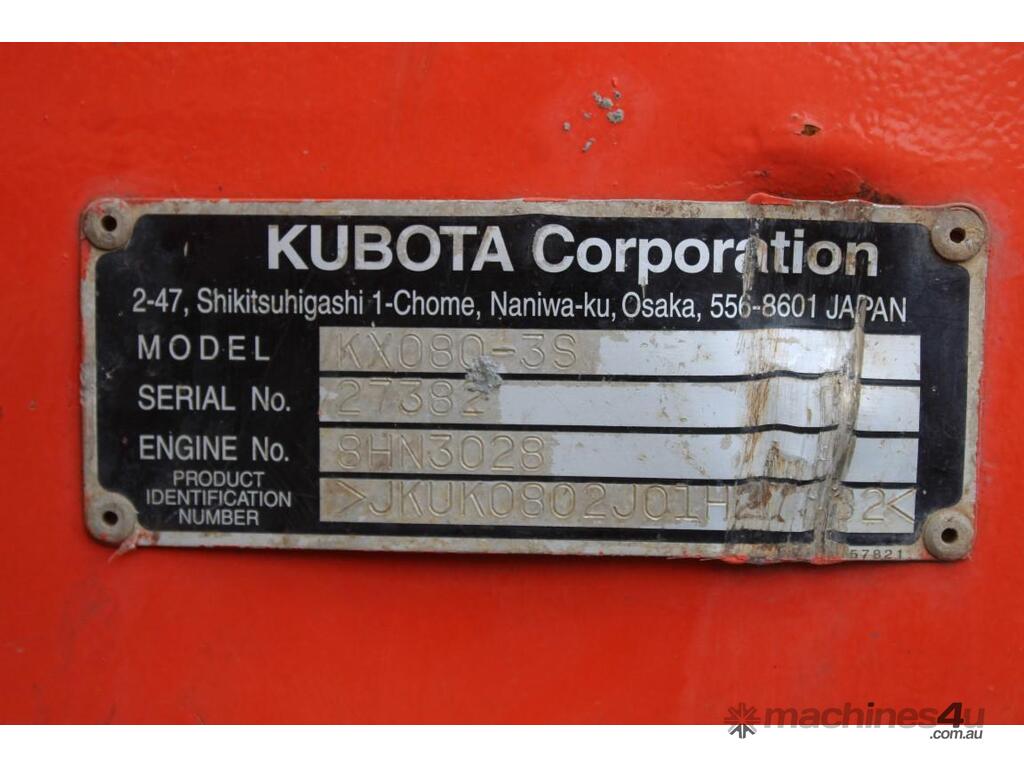 KUBOTA Corporation
2-47, Shikitsuhigashi 1-Chome, Naniwa-ku, Osaka, 556-8601 JAPAN
MODEL KX080-3S
SERIAL No. 27382
ENGINE No. 8HN3028
PRODUCT
IDENTIFICATION
NUMBER >JKUK0802J01H27382<
57821
machines4u
.com.au